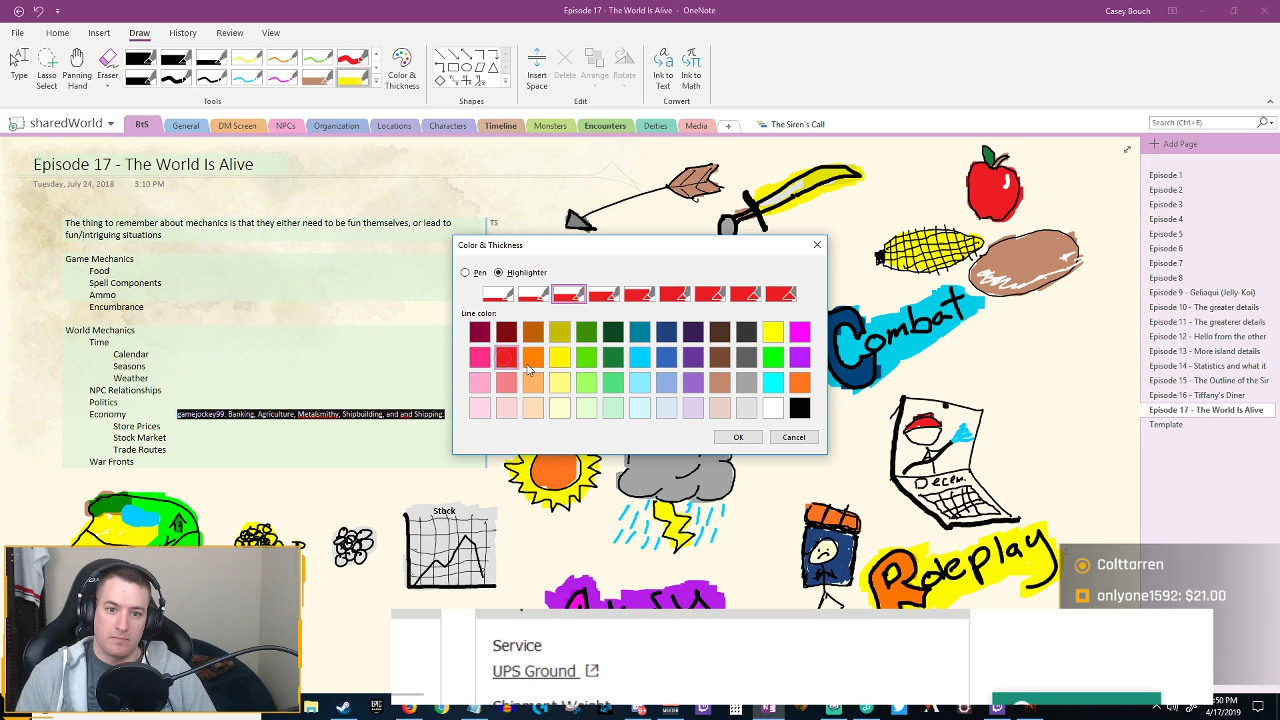 Episode 17 - The World Is Alive - OneNote
Casey Bouch
File Home Insert Draw History Review View
Type
Lasso Select
Panning Hand
Eraser
Color & Thickness
Insert Space
Delete
Arrange
Rotate
Ink to Text
Ink to Math
Tools
Shapes
Edit
Convert
sharedWorld
BtS General DM Screen NPCs Organization Locations Characters Timeline Monsters Encounters Deities Media
The Siren's Call
Search (Ctrl+E)
Episode 17 - The World Is Alive
Tuesday, July 24, 2018 3:10 PM
The thing to remember about mechanics is that they either need to be fun themselves, or lead to
fun/intriguing situations
TS
Game Mechanics
Food
Spell Components
Ammo
Encumbrance
World Mechanics
Time
Calendar
Seasons
Weather
NPC Relationships
Politics
Economy
gamejockey99: Banking, Agriculture, Metalsmithy, Shipbuilding, and and Shipping.
Store Prices
Stock Market
Trade Routes
War Fronts
Color & Thickness
Pen
Highlighter
Line color:
OK
Cancel
Combat
Decem.
Stock
Roleplay
Add Page
Episode 1
Episode 2
Episode 3
Episode 4
Episode 5
Episode 6
Episode 7
Episode 8
Episode 9 - Geliaqui (Jelly-Koi)
Episode 10 - The greaterer details
Episode 11 - The greater details
Episode 12 - Hello from the other
Episode 13 - More island details
Episode 14 - Statistics and what it
Episode 15 - The Outline of the Sir
Episode 16 - Tiffany's Diner
Episode 17 - The World Is Alive
Template
Colttarren
onlyone1592: $21.00
Service
UPS Ground
Shipment Weight
:50 PM
4/17/2019